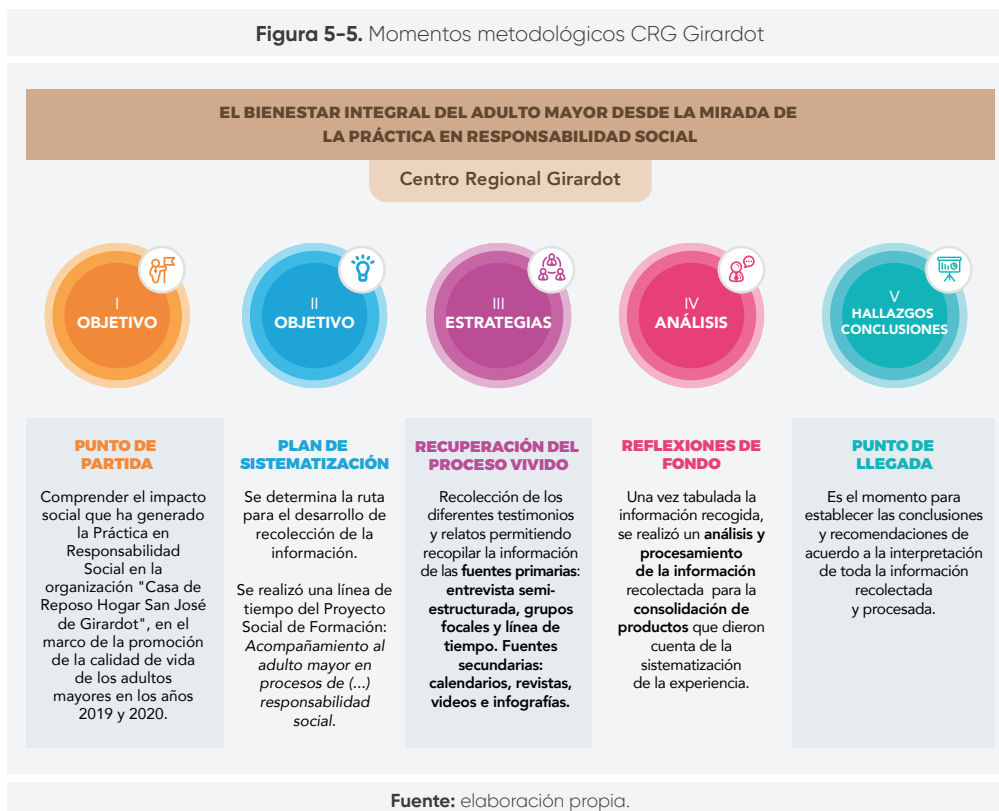 Figura 5-5. Momentos metodológicos CRG Girardot
EL BIENESTAR INTEGRAL DEL ADULTO MAYOR DESDE LA MIRADA DE
LA PRÁCTICA EN RESPONSABILIDAD SOCIAL
Centro Regional Girardot
I
OBJETIVO
II
OBJETIVO
III
ESTRATEGIAS
IV
ANÁLISIS
V
HALLAZGOS
CONCLUSIONES
PUNTO DE
PARTIDA
Comprender el impacto
social que ha generado
la Práctica en
Responsabilidad
Social en la
organización "Casa de
Reposo Hogar San José
de Girardot", en el
marco de la promoción
de la calidad de vida
de los adultos
mayores en los años
2019 y 2020.
PLAN DE
SISTEMATIZACIÓN
Se determina la ruta
para el desarrollo de
recolección de la
información.
Se realizó una línea de
tiempo del Proyecto
Social de Formación:
Acompañamiento al
adulto mayor en
procesos de (...)
responsabilidad
social.
RECUPERACIÓN DEL
PROCESO VIVIDO
Recolección de los
diferentes testimonios
y relatos permitiendo
recopilar la información
de las fuentes primarias:
entrevista semi-
estructurada, grupos
focales y línea de
tiempo. Fuentes
secundarias:
calendarios, revistas,
videos e infografías.
REFLEXIONES DE
FONDO
Una vez tabulada la
información recogida,
se realizó un análisis y
procesamiento
de la información
recolectada para la
consolidación de
productos que dieron
cuenta de la
sistematización
de la experiencia.
PUNTO DE
LLEGADA
Es el momento para
establecer las conclusiones
y recomendaciones de
acuerdo a la interpretación
de toda la información
recolectada
y procesada.
Fuente: elaboración propia.